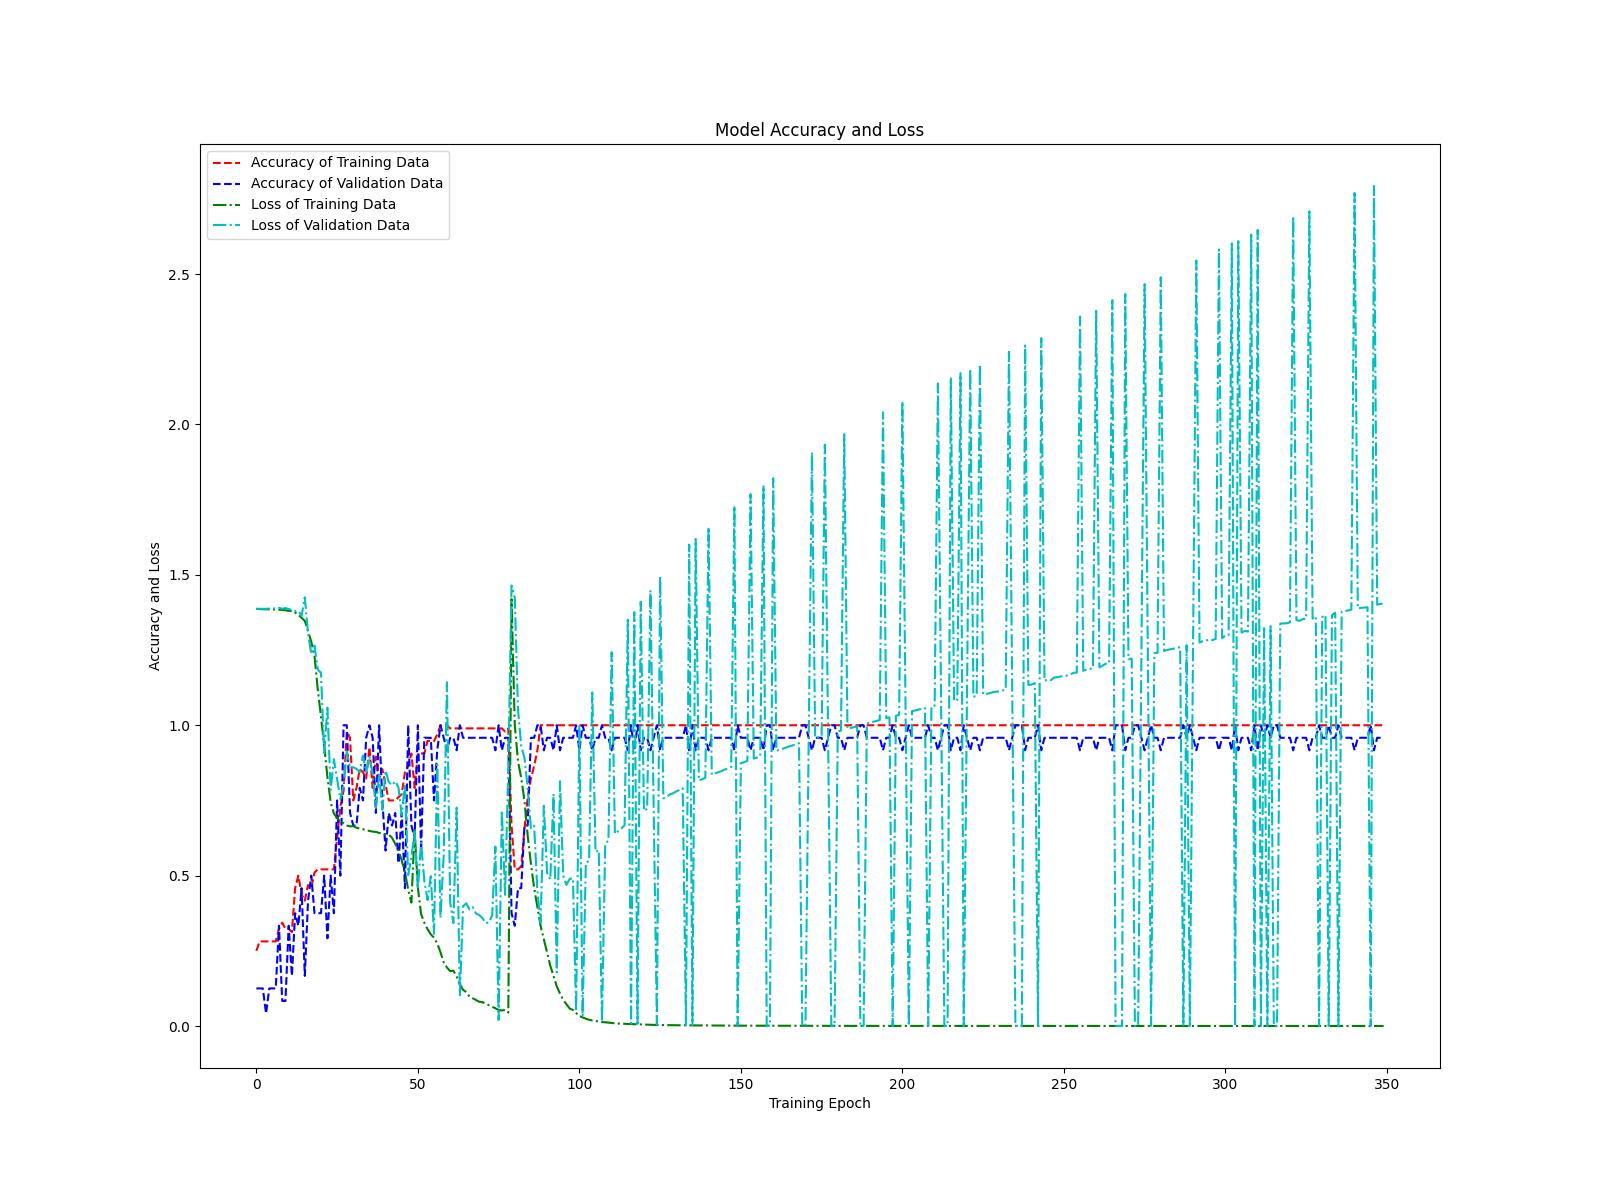 Model Accuracy and Loss
Accuracy of Training Data
Accuracy of Validation Data
Loss of Training Data
Loss of Validation Data
2.5
2.0
1.5
1.0
0.5
0.0
Accuracy and Loss
0 50 100 150 200 250 300 350
Training Epoch